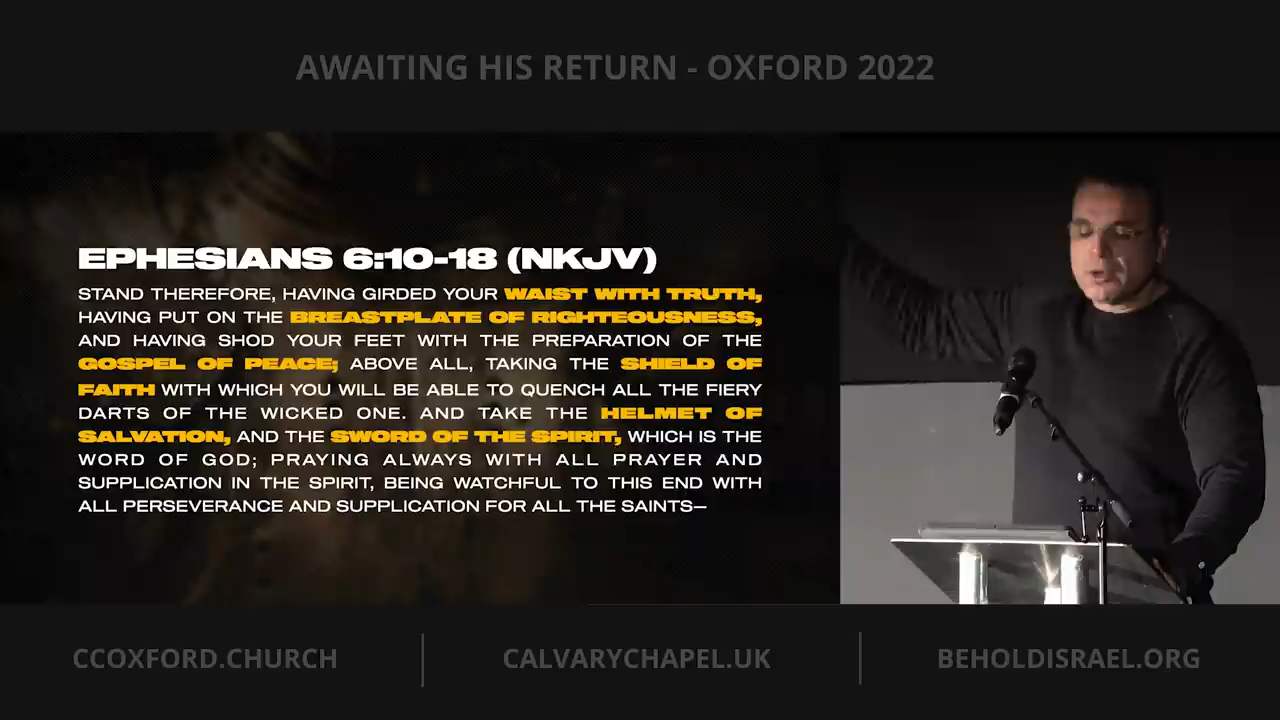 AWAITING HIS RETURN - OXFORD 2022
EPHESIANS 6:10-18 (NKJV)
STAND THEREFORE, HAVING GIRDED YOUR WAIST WITH TRUTH,
HAVING PUT ON THE BREASTPLATE OF RIGHTEOUSNESS,
AND HAVING SHOD YOUR FEET WITH THE PREPARATION OF THE
GOSPEL OF PEACE; ABOVE ALL, TAKING THE SHIELD OF
FAITH WITH WHICH YOU WILL BE ABLE TO QUENCH ALL THE FIERY
DARTS OF THE WICKED ONE. AND TAKE THE HELMET OF
SALVATION, AND THE SWORD OF THE SPIRIT, WHICH IS THE
WORD OF GOD; PRAYING ALWAYS WITH ALL PRAYER AND
SUPPLICATION IN THE SPIRIT, BEING WATCHFUL TO THIS END WITH
ALL PERSEVERANCE AND SUPPLICATION FOR ALL THE SAINTS—
CCOXFORD.CHURCH
CALVARYCHAPEL.UK
BEHOLDISRAEL.ORG